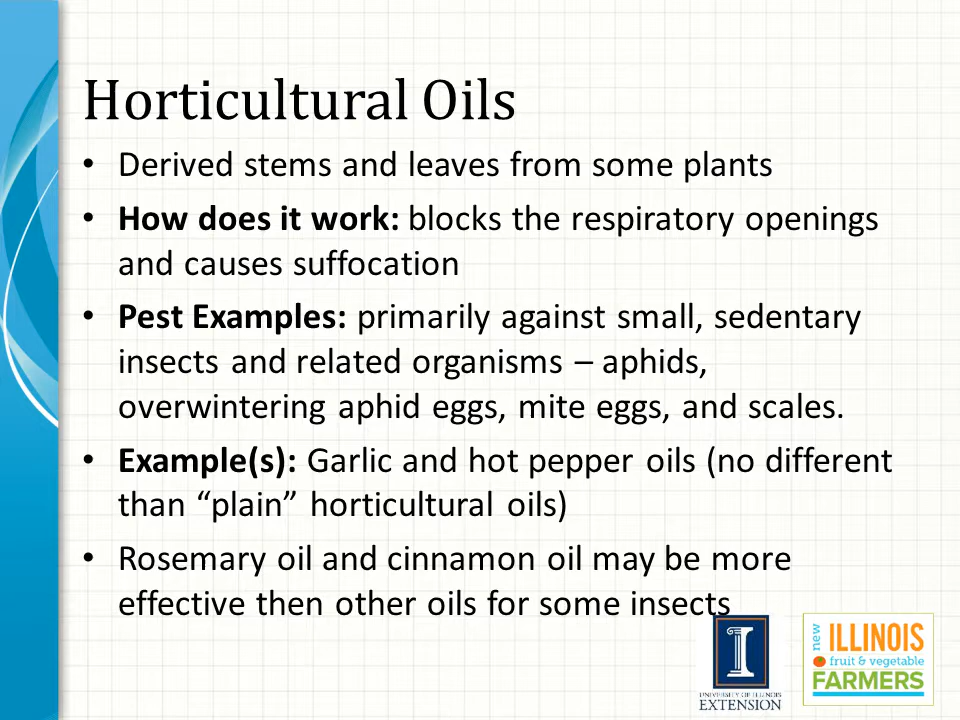 Horticultural Oils
• Derived stems and leaves from some plants
• How does it work: blocks the respiratory openings
and causes suffocation
• Pest Examples: primarily against small, sedentary
insects and related organisms – aphids,
overwintering aphid eggs, mite eggs, and scales.
• Example(s): Garlic and hot pepper oils (no different
than “plain” horticultural oils)
• Rosemary oil and cinnamon oil may be more
effective then other oils for some insects
I
UNIVERSITY OF ILLINOIS
EXTENSION
new
ILLINOIS
fruit & vegetable
FARMERS